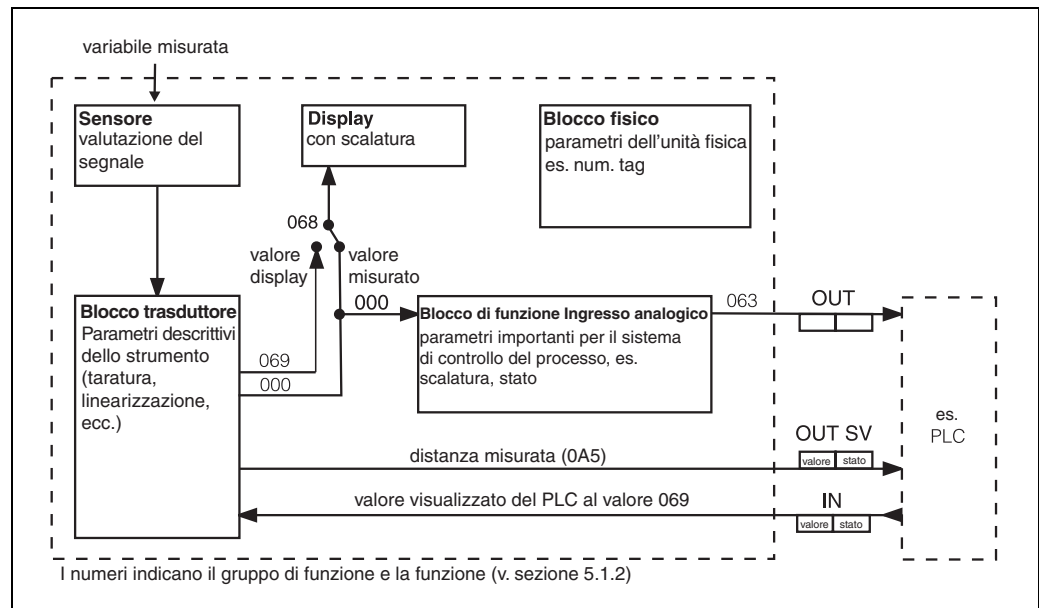 variabile misurata
Sensore
valutazione del
segnale
Display
con scalatura
Blocco fisico
parametri dell'unità fisica
es. num. tag
068
valore
display
valore
misurato
Blocco trasduttore
Parametri descrittivi
dello strumento
(taratura,
linearizzazione,
ecc.)
069
000
000
Blocco di funzione Ingresso analogico
parametri importanti per il sistema
di controllo del processo, es.
scalatura, stato
063
OUT
es.
PLC
OUT SV
valore stato
distanza misurata (0A5)
valore visualizzato del PLC al valore 069
IN
valore stato
I numeri indicano il gruppo di funzione e la funzione (v. sezione 5.1.2)